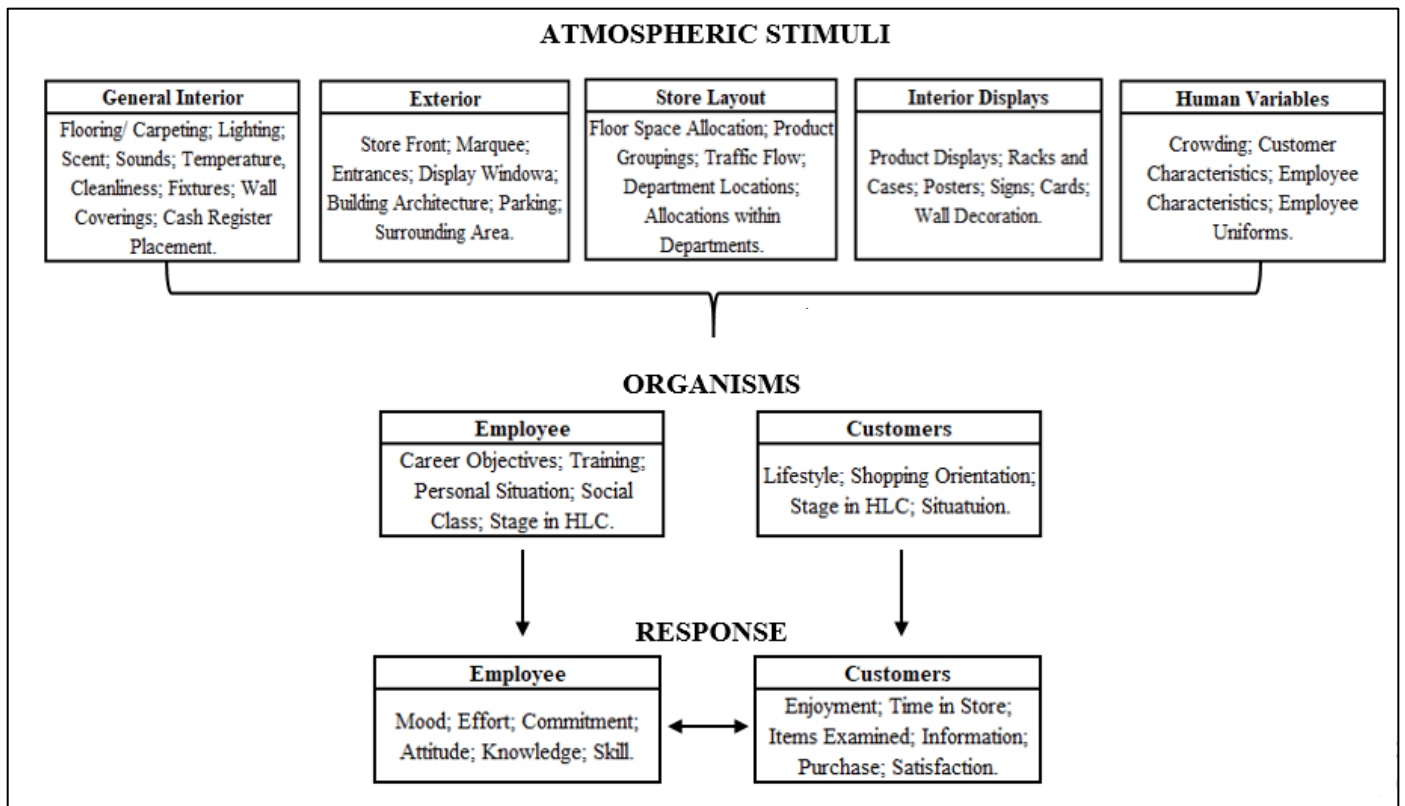 ATMOSPHERIC STIMULI
General Interior
Flooring/ Carpeting; Lighting;
Scent; Sounds; Temperature,
Cleanliness; Fixtures; Wall
Coverings; Cash Register
Placement.
Exterior
Store Front; Marquee;
Entrances; Display Windowa;
Building Architecture; Parking;
Surrounding Area.
Store Layout
Floor Space Allocation; Product
Groupings; Traffic Flow;
Department Locations;
Allocations within
Departments.
Interior Displays
Product Displays; Racks and
Cases; Posters; Signs; Cards;
Wall Decoration.
Human Variables
Crowding; Customer
Characteristics; Employee
Characteristics; Employee
Uniforms.
ORGANISMS
Employee
Career Objectives; Training;
Personal Situation; Social
Class; Stage in HLC.
Customers
Lifestyle; Shopping Orientation;
Stage in HLC; Situatuion.
RESPONSE
Employee
Mood; Effort; Commitment;
Attitude; Knowledge; Skill.
Customers
Enjoyment; Time in Store;
Items Examined; Information;
Purchase; Satisfaction.